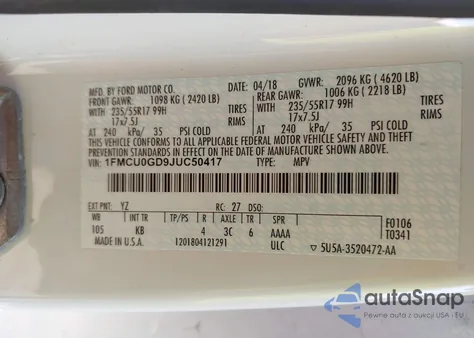 MFD. BY FORD MOTOR CO. 04/18 GVWR: 2096 KG ( 4620 LB)
FRONT GAWR: 1098 KG ( 2420 LB) REAR GAWR: 1006 KG ( 2218 LB)
WITH 235/55R17 99H TIRES WITH 235/55R17 99H TIRES
17x7.5J RIMS 17x7.5J RIMS
AT 240 kPa/ 35 PSI COLD AT 240 kPa/ 35 PSI COLD
THIS VEHICLE CONFORMS TO ALL APPLICABLE FEDERAL MOTOR VEHICLE SAFETY AND THEFT
PREVENTION STANDARDS IN EFFECT ON THE DATE OF MANUFACTURE SHOWN ABOVE.
VIN: 1FMCU0GD9JUC50417 TYPE: MPV
EXT PNT: YZ RC: 27 DSO: F0106
WB INT TR TP/PS R AXLE TR SPR T0341
105 KB 4 3C 6 AAAA
MADE IN U.S.A. 1201804121291 ULC 5U5A-3520472-AA
autoSnap
Pewne auta z USA - EU